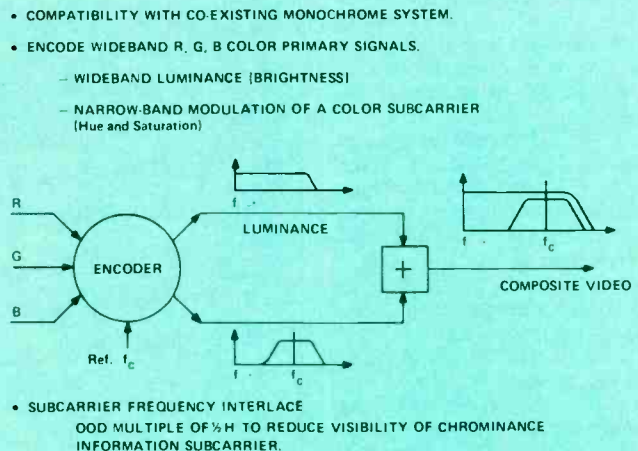 • COMPATIBILITY WITH CO-EXISTING MONOCHROME SYSTEM.
• ENCODE WIDEBAND R, G, B COLOR PRIMARY SIGNALS.
– WIDEBAND LUMINANCE (BRIGHTNESS)
– NARROW-BAND MODULATION OF A COLOR SUBCARRIER
(Hue and Saturation)
R
G
B
ENCODER
Ref. fc
f
LUMINANCE
f
fc
+
f
fc
COMPOSITE VIDEO
• SUBCARRIER FREQUENCY INTERLACE
ODD MULTIPLE OF ½ H TO REDUCE VISIBILITY OF CHROMINANCE
INFORMATION SUBCARRIER.